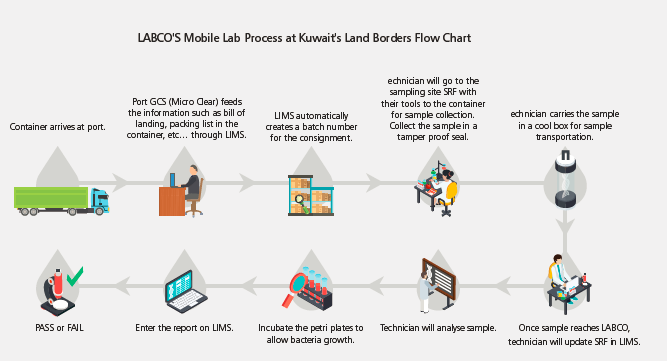 LABCO'S Mobile Lab Process at Kuwait's Land Borders Flow Chart
Container arrives at port.
Port GCS (Micro Clear) feeds
the information such as bill of
landing, packing list in the
container, etc... through LIMS.
LIMS automatically
creates a batch number
for the consignment.
echnician will go to the
sampling site SRF with
their tools to the container
for sample collection.
Collect the sample in a
tamper proof seal.
echnician carries the sample
in a cool box for sample
transportation.
Once sample reaches LABCO,
technician will update SRF in LIMS.
Technician will analyse sample.
Incubate the petri plates to
allow bacteria growth.
Enter the report on LIMS.
PASS or FAIL